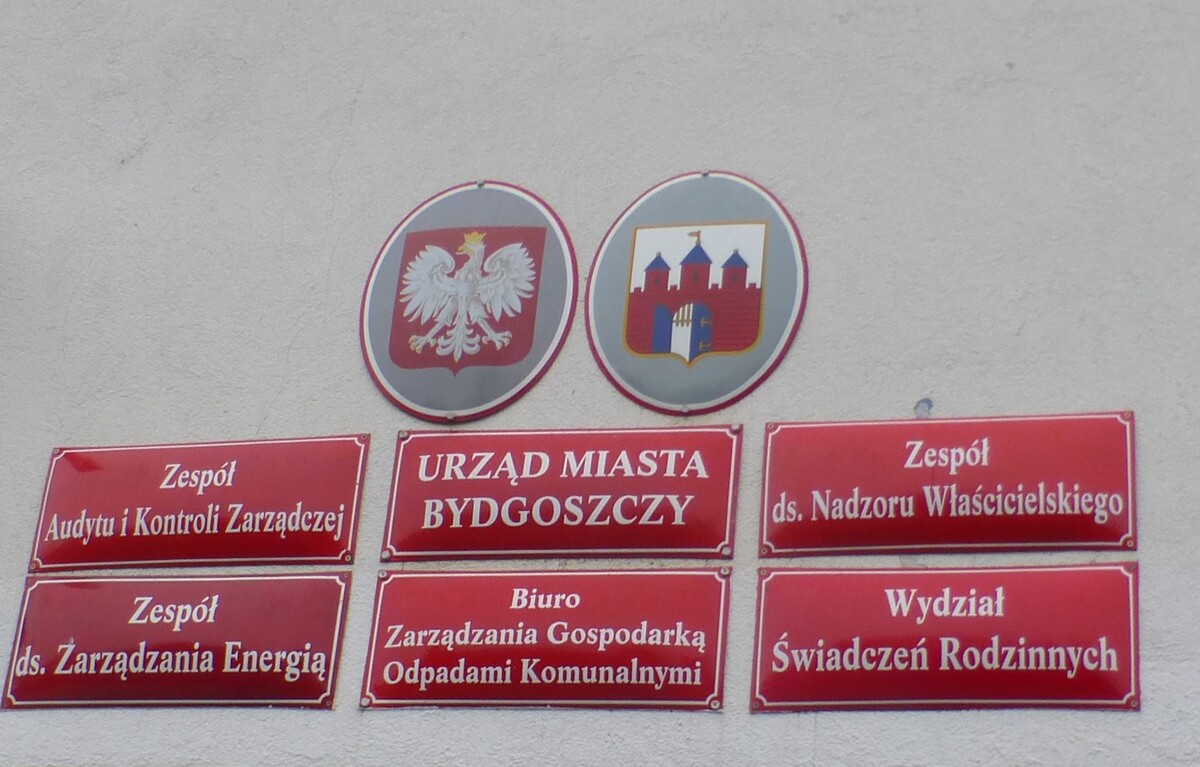 Zespół
Audytu i Kontroli Zarządczej
URZĄD MIASTA
BYDGOSZCZY
Zespół
ds. Nadzoru Właścicielskiego
Zespół
ds. Zarządzania Energią
Biuro
Zarządzania Gospodarką
Odpadami Komunalnymi
Wydział
Świadczeń Rodzinnych